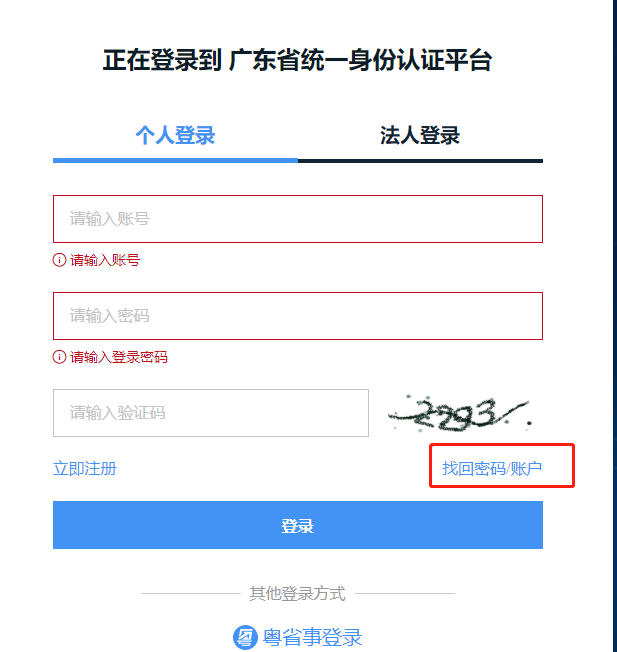 正在登录到 广东省统一身份认证平台
个人登录 法人登录
请输入账号
请输入账号
请输入密码
请输入登录密码
请输入验证码 2293
立即注册 找回密码/账户
登录
其他登录方式
粤 粤省事登录